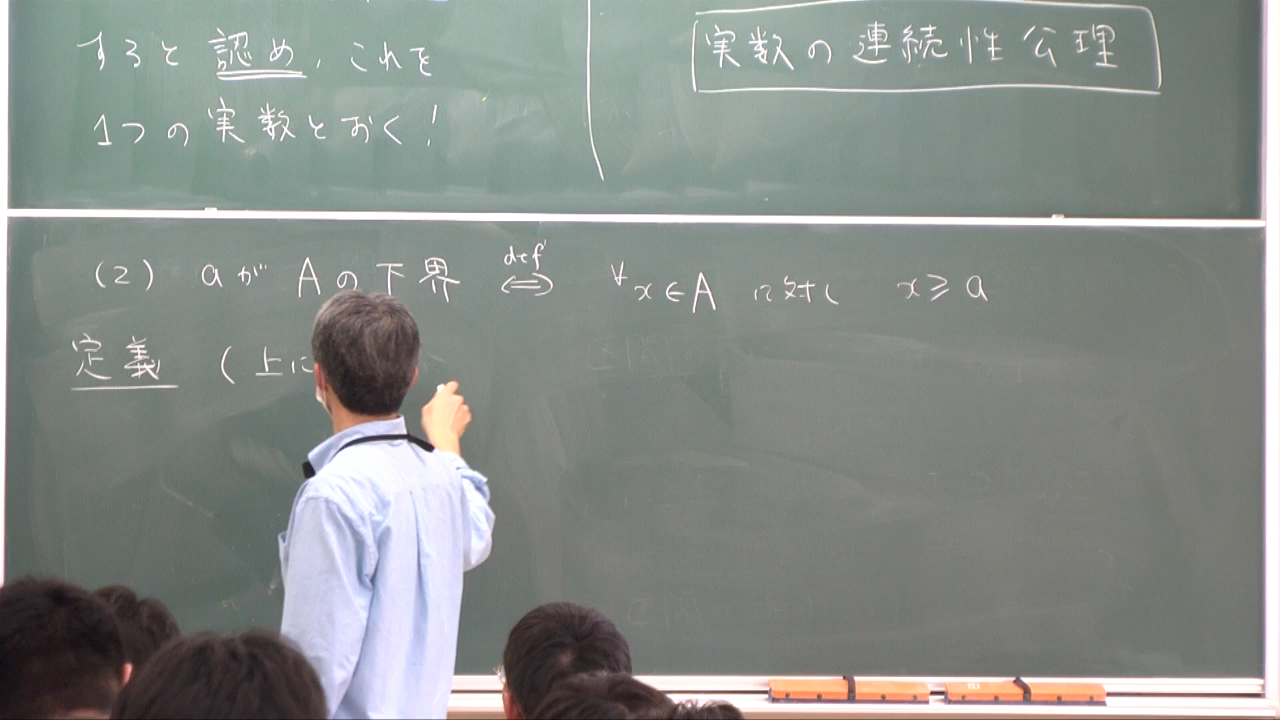 すると認め，これを
1つの実数とおく!
実数の連続性公理
(2) aがAの下界 def ⇔ ∀x∈A に対し x≧a
定義 (上に